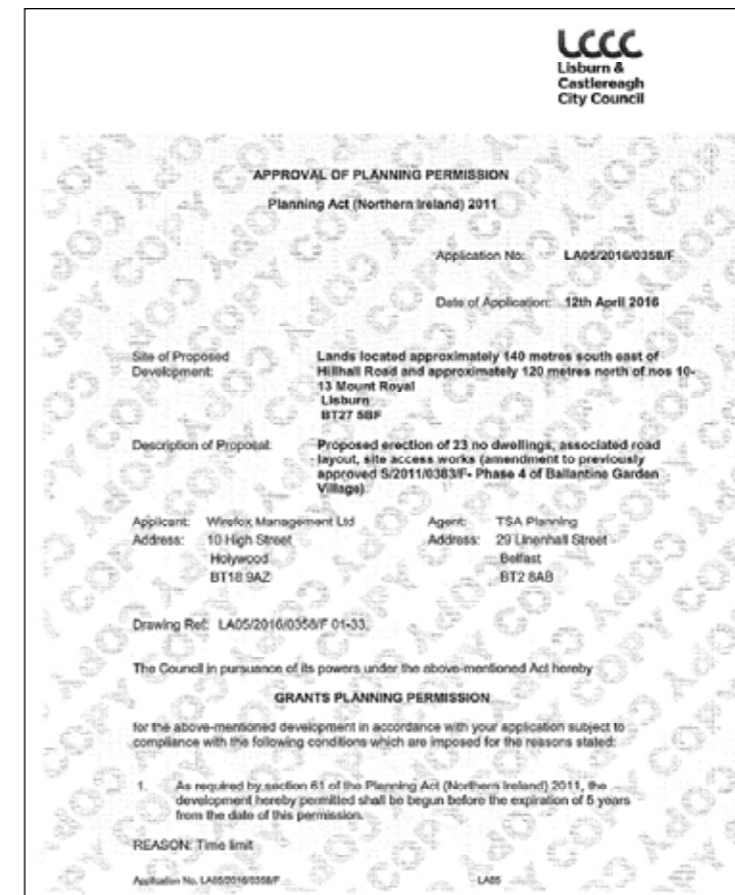 LCCC
Lisburn &
Castlereagh
City Council
APPROVAL OF PLANNING PERMISSION
Planning Act (Northern Ireland) 2011
Application No: LA05/2016/0358/F
Date of Application: 12th April 2016
Site of Proposed Development: Lands located approximately 140 metres south east of
Hillhall Road and approximately 120 metres north of nos 10-
13 Mount Royal
Lisburn
BT27 5BF
Description of Proposal: Proposed erection of 23 no dwellings, associated road
layout, site access works (amendment to previously
approved S/2011/0383/F- Phase 4 of Ballantine Garden
Village)
Applicant: Wirefox Management Ltd Agent: TSA Planning
Address: 10 High Street Address: 29 Linenhall Street
Holywood Belfast
BT18 9AZ BT2 8AB
Drawing Ref: LA05/2016/0358/F 01-33.
The Council in pursuance of its powers under the above-mentioned Act hereby
GRANTS PLANNING PERMISSION
for the above-mentioned development in accordance with your application subject to
compliance with the following conditions which are imposed for the reasons stated:
1. As required by section 61 of the Planning Act (Northern Ireland) 2011, the
development hereby permitted shall be begun before the expiration of 5 years
from the date of this permission.
REASON: Time limit
Application No. LA05/2016/0358/F LA05